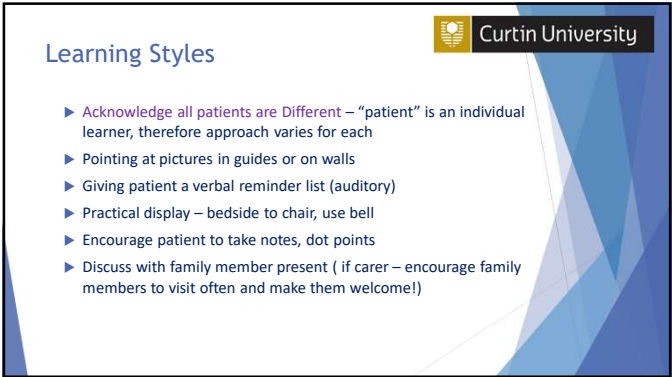 Curtin University
Learning Styles
Acknowledge all patients are Different – “patient” is an individual
learner, therefore approach varies for each
Pointing at pictures in guides or on walls
Giving patient a verbal reminder list (auditory)
Practical display – bedside to chair, use bell
Encourage patient to take notes, dot points
Discuss with family member present ( if carer – encourage family
members to visit often and make them welcome!)